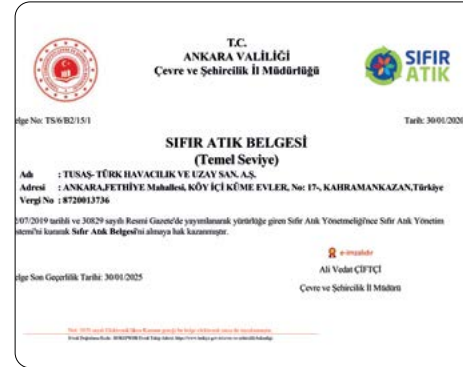 T.C.
ANKARA VALİLİĞİ
Çevre ve Şehircilik İl Müdürlüğü
SIFIR
ATIK
elge No: TS/6/B2/15/1
Tarih: 30/01/2020
SIFIR ATIK BELGESİ
(Temel Seviye)
Adı : TUSAŞ- TÜRK HAVACILIK VE UZAY SAN. A.Ş.
Adresi : ANKARA,FETHİYE Mahallesi, KÖY İÇİ KÜME EVLER, No: 17-, KAHRAMANKAZAN,Türkiye
Vergi No : 8720013736
2/07/2019 tarihli ve 30829 sayılı Resmi Gazete'de yayımlanarak yürürlüğe giren Sıfır Atık Yönetmeliği'nce Sıfır Atık Yönetim
istemi'ni kurarak Sıfır Atık Belgesi'ni almaya hak kazanmıştır.
e-imzalıdır
Ali Vedat ÇİFTÇİ
Çevre ve Şehircilik İl Müdürü
elge Son Geçerlilik Tarihi: 30/01/2025